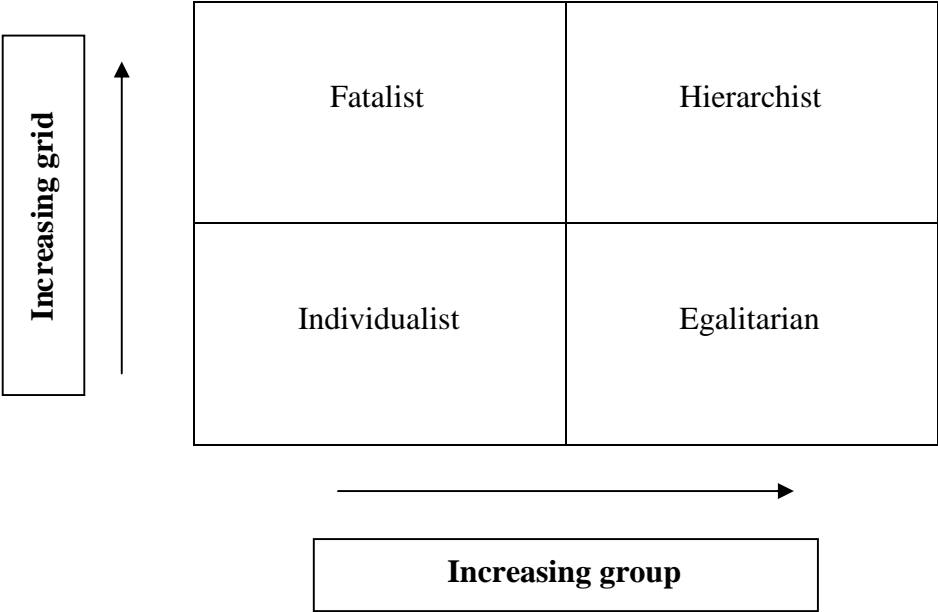 Fatalist
Hierarchist
Increasing grid
Individualist
Egalitarian
Increasing group